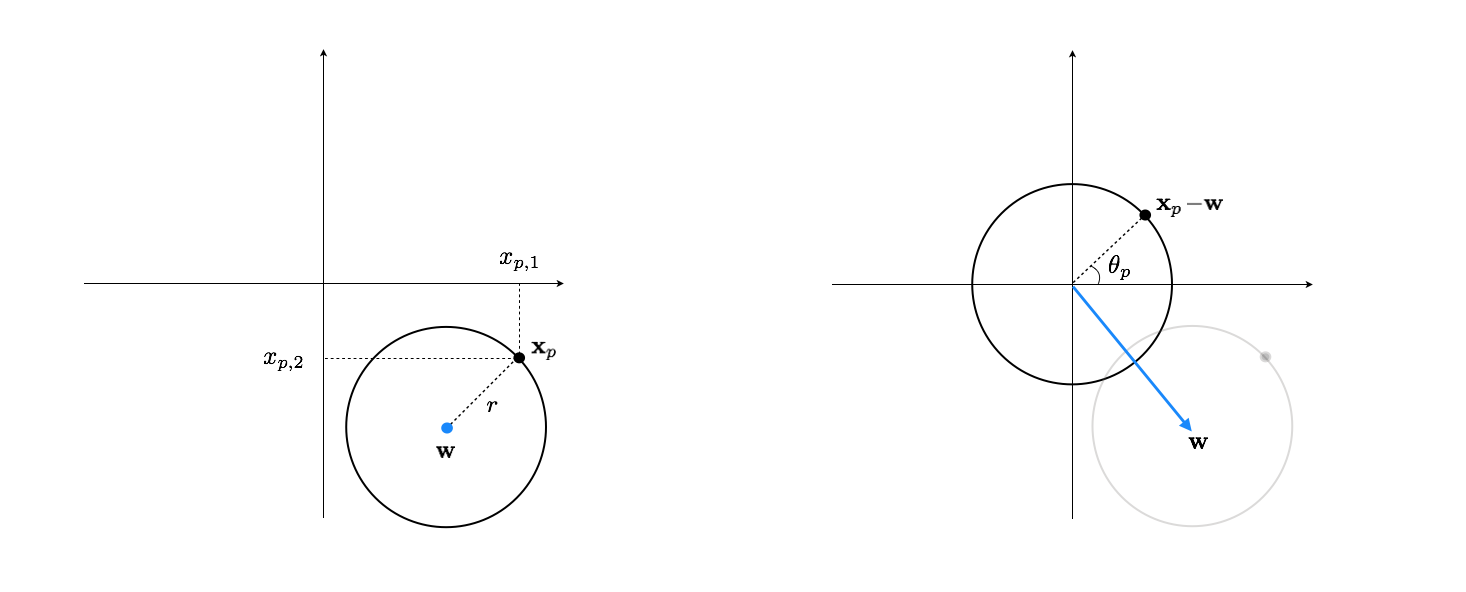 x_{p,1}
x_{p,2}
𝐱_p
r
𝐰
𝐱_p−𝐰
θ_p
𝐰